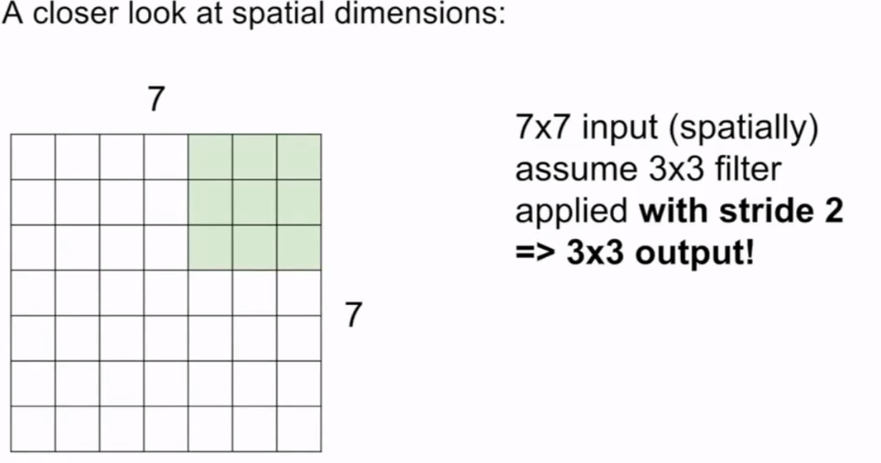 A closer look at spatial dimensions:
7
7x7 input (spatially)
assume 3x3 filter
applied with stride 2
=> 3x3 output!
7